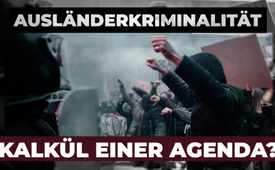 AUSLÄNDERKRIMINALITÄT
KALKÜL EINER AGENDA?